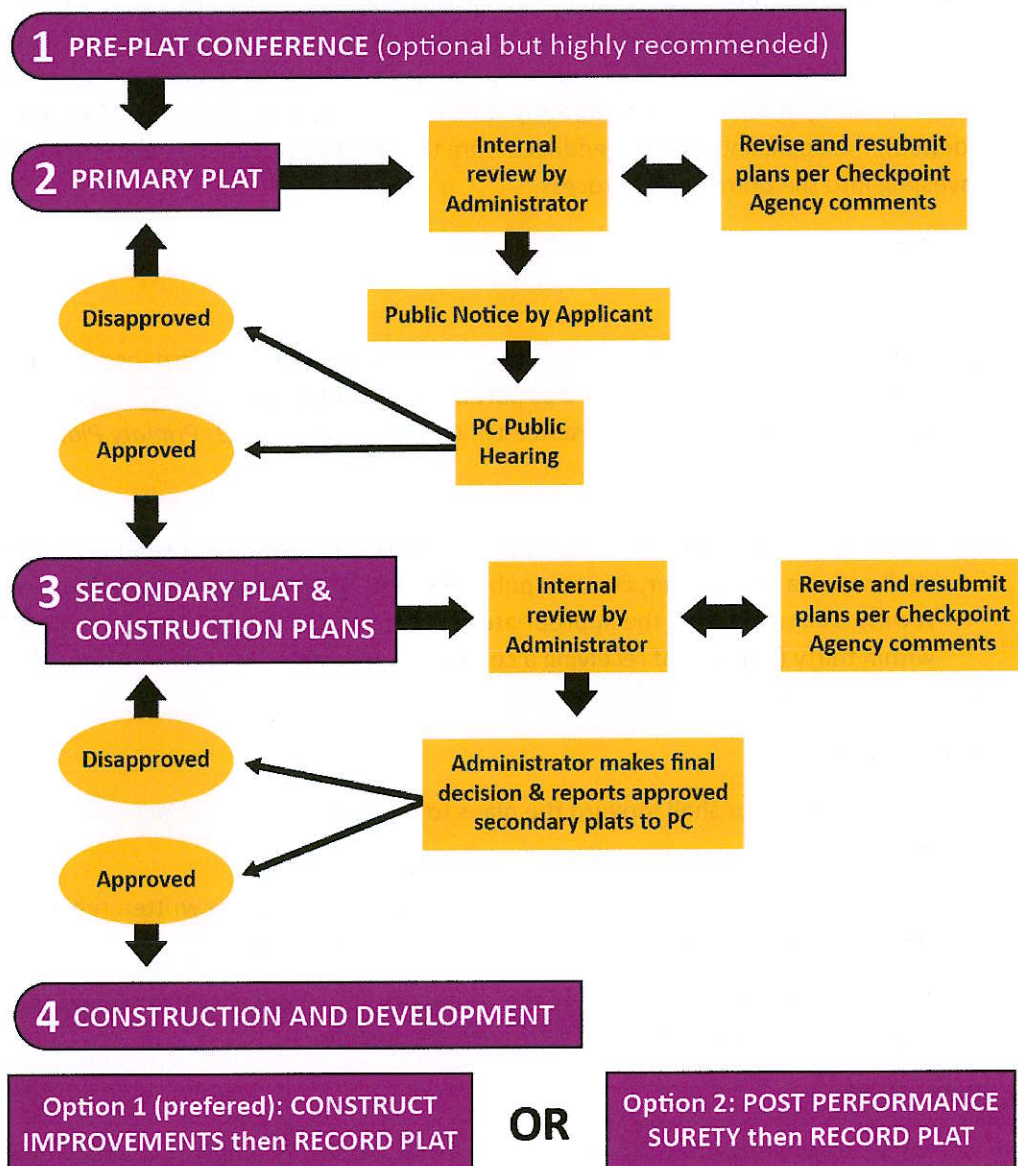 1 PRE-PLAT CONFERENCE (optional but highly recommended)
2 PRIMARY PLAT
Internal
review by
Administrator
Revise and resubmit
plans per Checkpoint
Agency comments
Disapproved
Public Notice by Applicant
Approved
PC Public
Hearing
3 SECONDARY PLAT &
CONSTRUCTION PLANS
Internal
review by
Administrator
Revise and resubmit
plans per Checkpoint
Agency comments
Disapproved
Administrator makes final
decision & reports approved
secondary plats to PC
Approved
4 CONSTRUCTION AND DEVELOPMENT
Option 1 (prefered): CONSTRUCT
IMPROVEMENTS then RECORD PLAT
OR
Option 2: POST PERFORMANCE
SURETY then RECORD PLAT